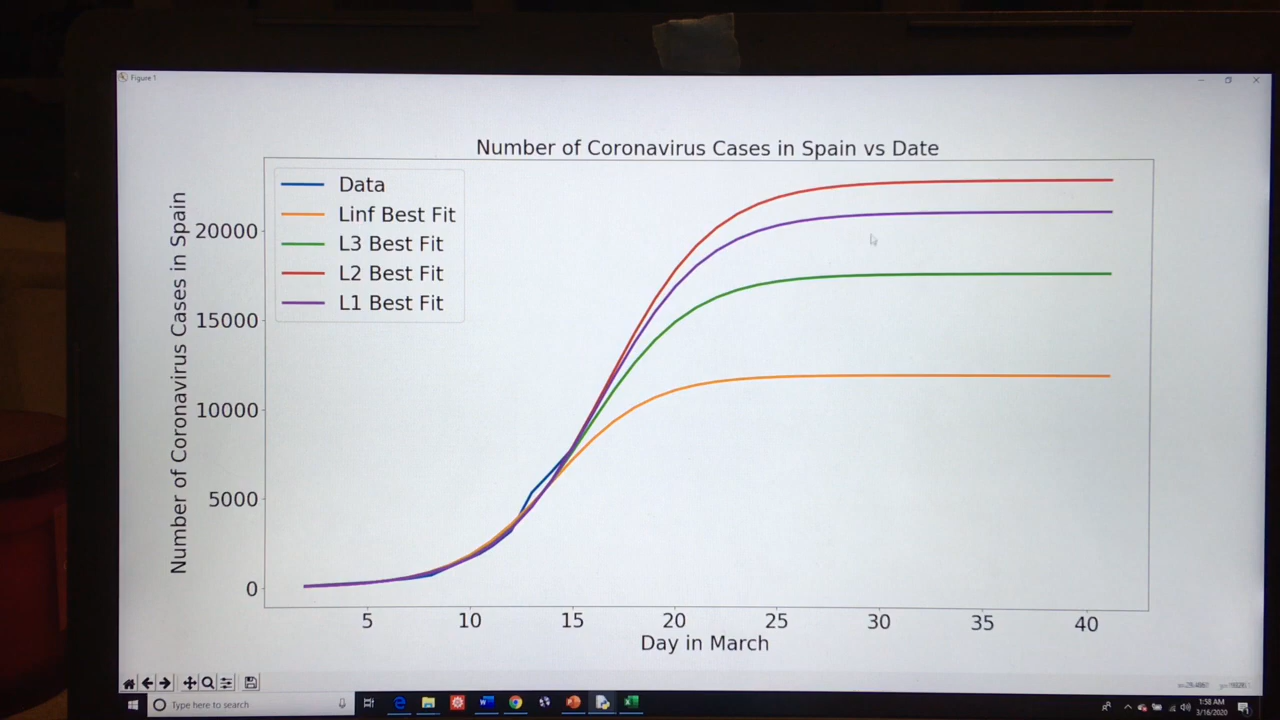 Figure 1
Number of Coronavirus Cases in Spain vs Date
Data
Linf Best Fit
L3 Best Fit
L2 Best Fit
L1 Best Fit
Number of Coronavirus Cases in Spain
20000
15000
10000
5000
0
5 10 15 20 25 30 35 40
Day in March
Type here to search
1:58 AM
3/16/2020